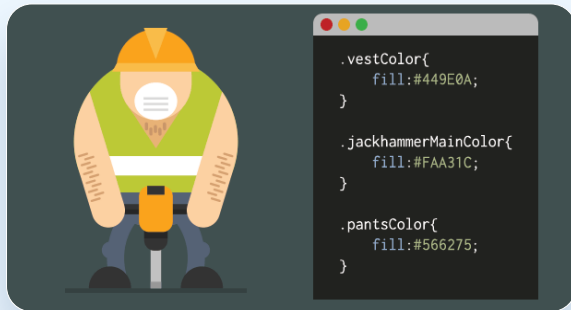 .vestColor{
fill:#449E0A;
}
.jackhammerMainColor{
fill:#FAA31C;
}
.pantsColor{
fill:#566275;
}